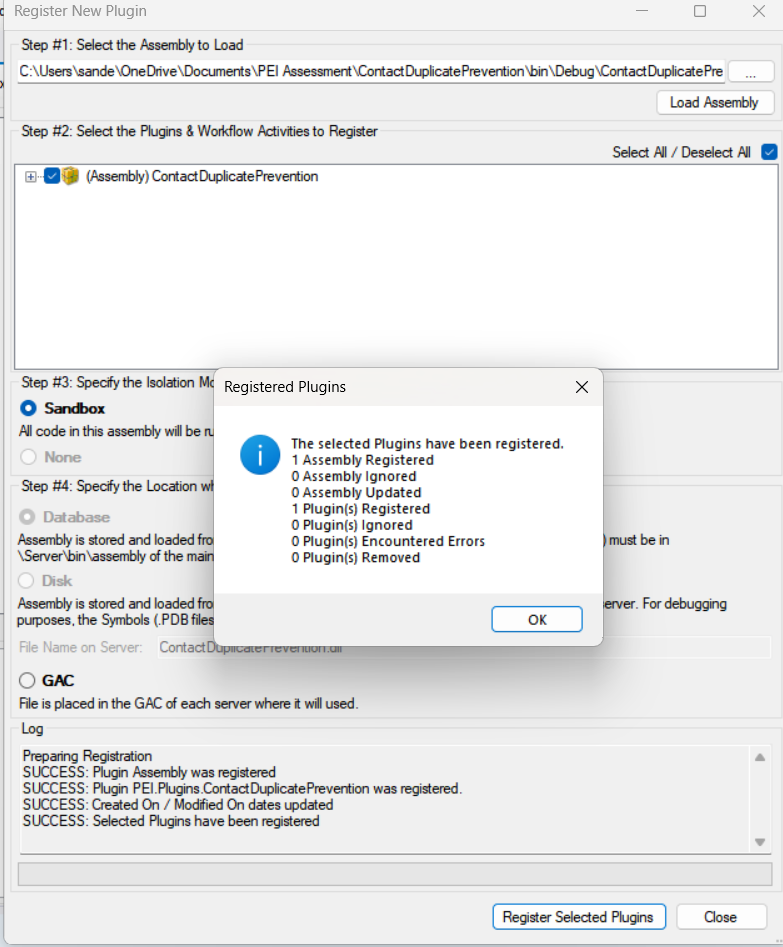 Register New Plugin
Step #1: Select the Assembly to Load
C:\Users\sande\OneDrive\Documents\PEI Assessment\ContactDuplicatePrevention\bin\Debug\ContactDuplicatePre
...
Load Assembly
Step #2: Select the Plugins & Workflow Activities to Register
Select All / Deselect All
(Assembly) ContactDuplicatePrevention
Step #3: Specify the Isolation Mo
Sandbox
All code in this assembly will be ru
None
Registered Plugins
The selected Plugins have been registered.
1 Assembly Registered
0 Assembly Ignored
0 Assembly Updated
1 Plugin(s) Registered
0 Plugin(s) Ignored
0 Plugin(s) Encountered Errors
0 Plugin(s) Removed
OK
Step #4: Specify the Location wh
Database
Assembly is stored and loaded fro
) must be in
\Server\bin\assembly of the main
Disk
Assembly is stored and loaded fro
erver. For debugging
purposes, the Symbols (.PDB files
File Name on Server:
ContactDuplicatePrevention.dll
GAC
File is placed in the GAC of each server where it will used.
Log
Preparing Registration
SUCCESS: Plugin Assembly was registered
SUCCESS: Plugin PEI.Plugins.ContactDuplicatePrevention was registered.
SUCCESS: Created On / Modified On dates updated
SUCCESS: Selected Plugins have been registered
Register Selected Plugins
Close